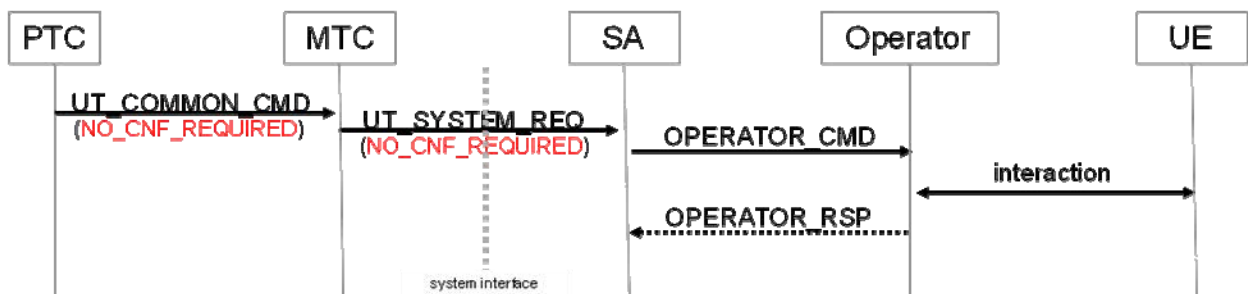 PTC
MTC
SA
Operator
UE
UT_COMMON_CMD
(NO_CNF_REQUIRED)
UT_SYSTEM_REQ
(NO_CNF_REQUIRED)
OPERATOR_CMD
interaction
OPERATOR_RSP
system interface